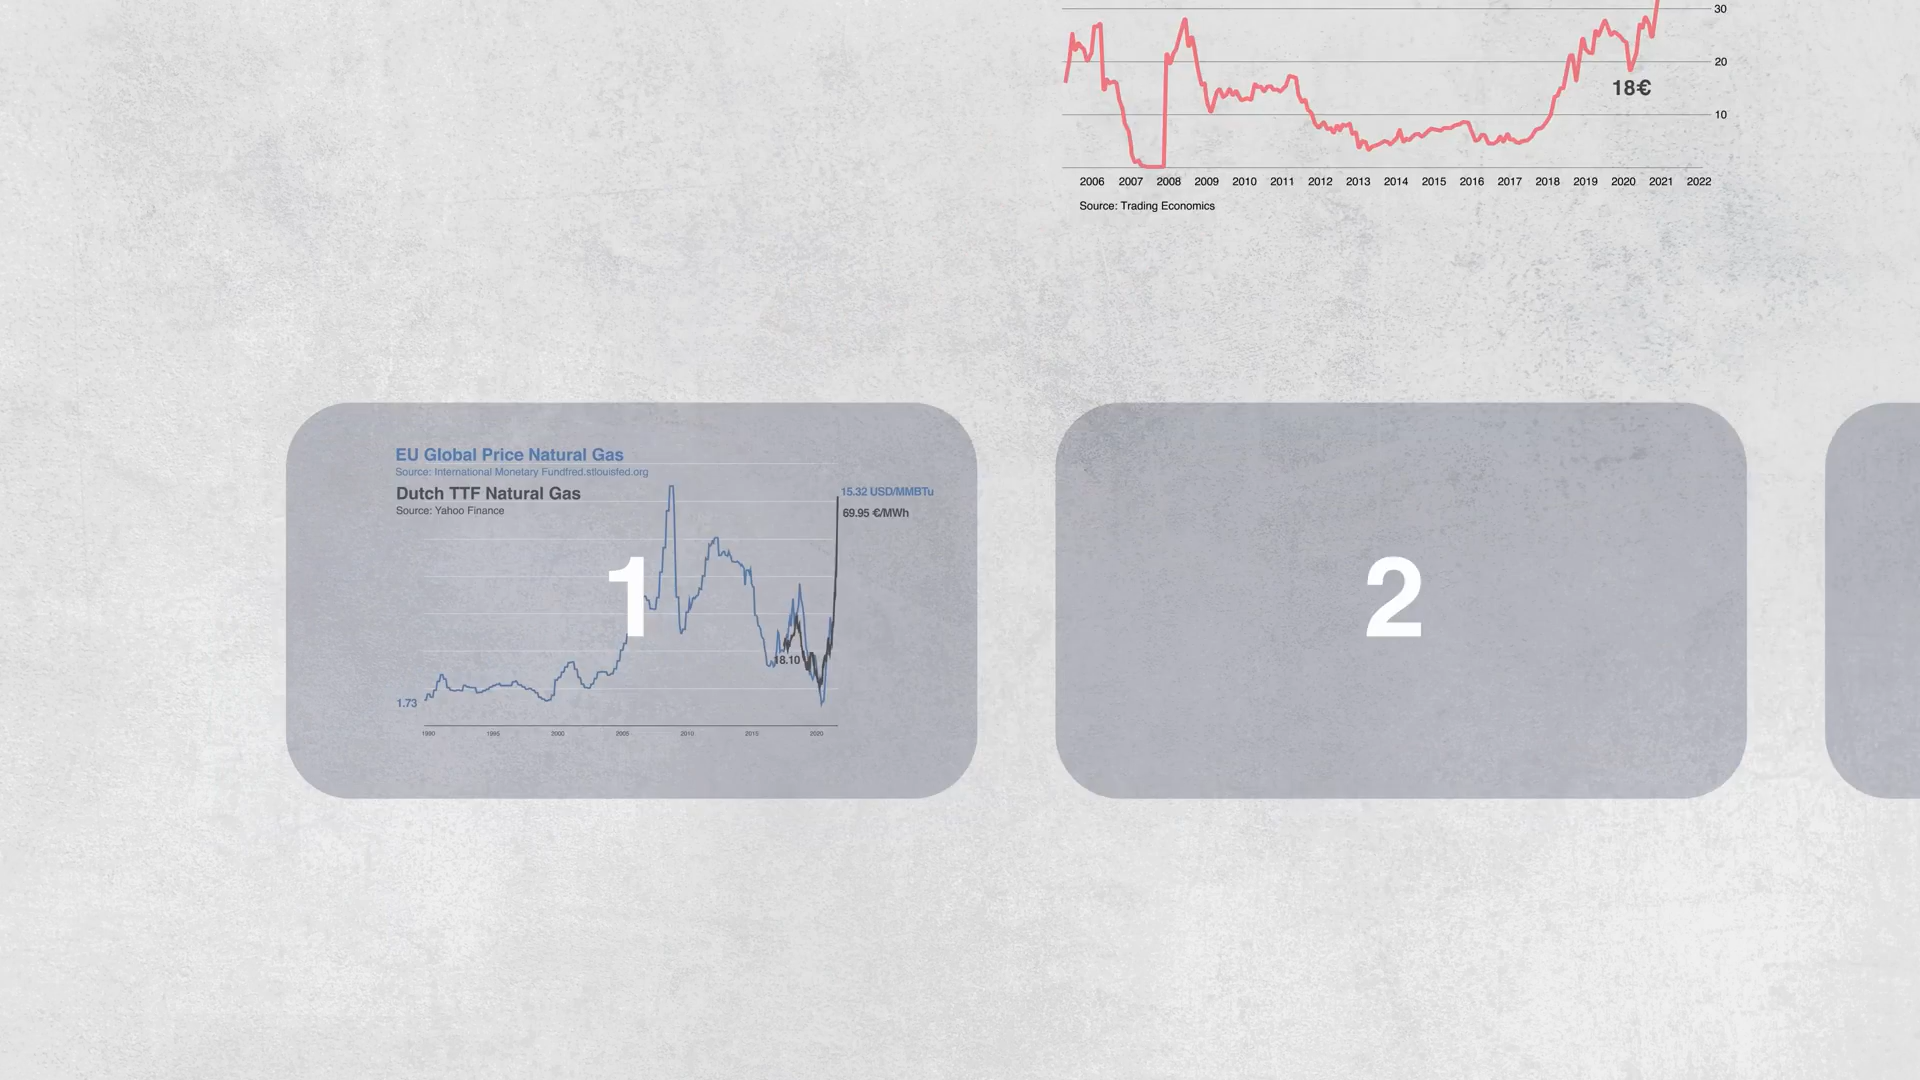 30
20
18€
10
2006 2007 2008 2009 2010 2011 2012 2013 2014 2015 2016 2017 2018 2019 2020 2021 2022
Source: Trading Economics
EU Global Price Natural Gas
Source: International Monetary Fundfred.stlouisfed.org
Dutch TTF Natural Gas
Source: Yahoo Finance
15.32 USD/MMBTu
69.95 €/MWh
1
2
18.10
1.73
1995 2000 2005 2010 2020